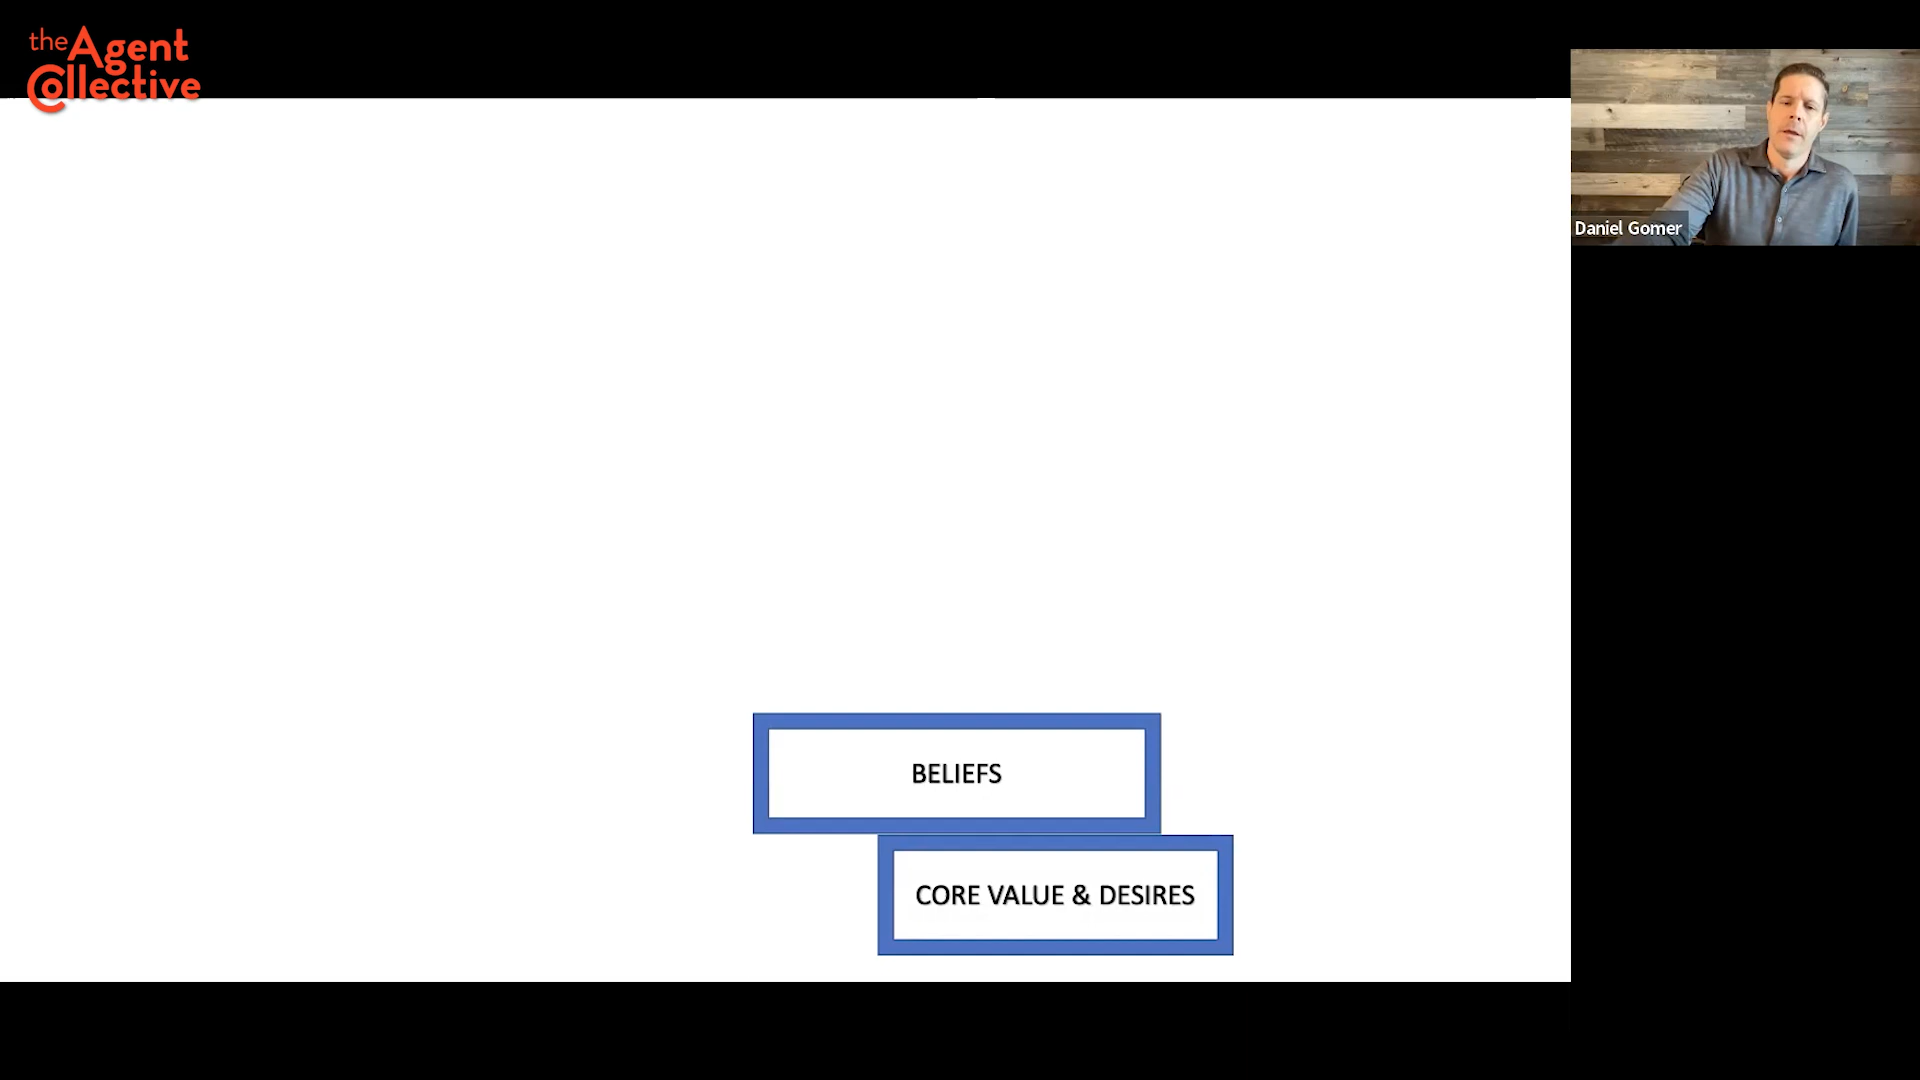 the Agent
Collective
Daniel Gomer
BELIEFS
CORE VALUE & DESIRES